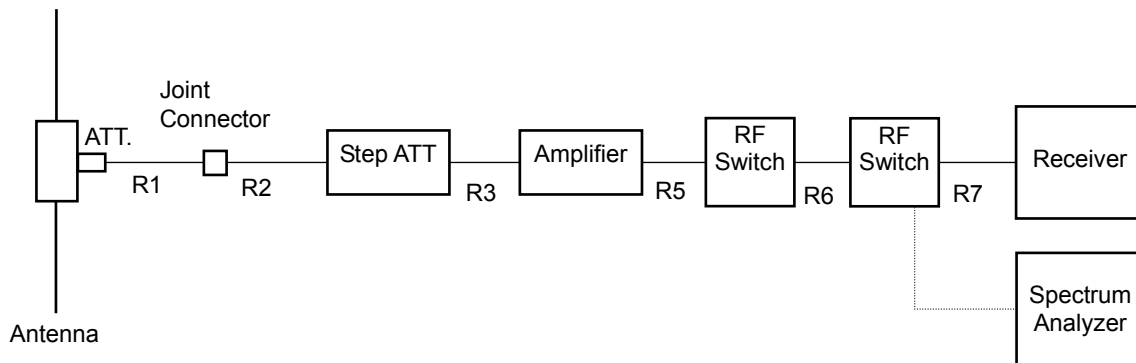 Joint
Connector
ATT.
R1
R2
Step ATT
R3
Amplifier
R5
RF
Switch
R6
RF
Switch
R7
Receiver
Spectrum
Analyzer
Antenna